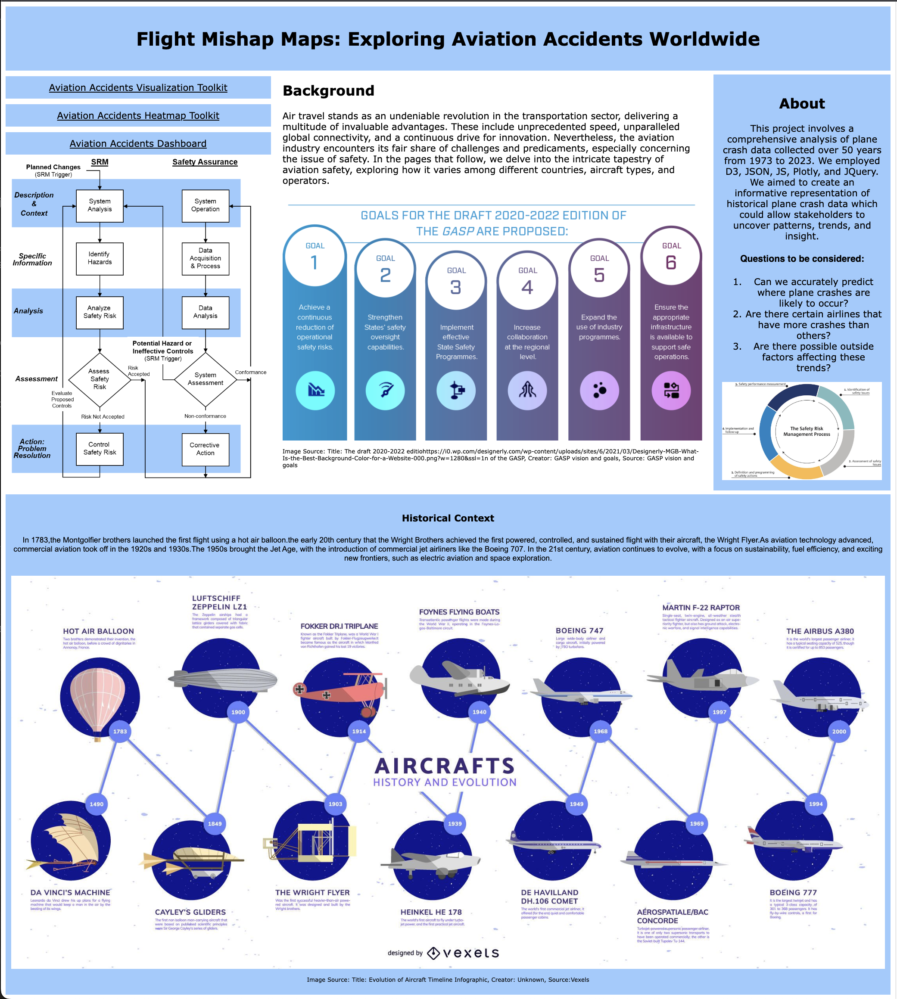 Flight Mishap Maps: Exploring Aviation Accidents Worldwide
Aviation Accidents Visualization Toolkit
Aviation Accidents Heatmap Toolkit
Aviation Accidents Dashboard
SRM
Safety Assurance
Planned Changes
(SRM Trigger)
Description
&
Context
System
Analysis
System
Operation
Specific
Information
Identify
Hazards
Data
Acquisition
& Process
Analysis
Analyze
Safety Risk
Data
Analysis
Potential Hazard or
Ineffective Controls
(SRM Trigger)
Assessment
Assess
Safety
Risk
Risk
Accepted
System
Assessment
Conformance
Evaluate
Proposed
Controls
Risk Not Accepted
Non-conformance
Action:
Problem
Resolution
Control
Safety Risk
Corrective
Action
Background
Air travel stands as an undeniable revolution in the transportation sector, delivering a
multitude of invaluable advantages. These include unprecedented speed, unparalleled
global connectivity, and a continuous drive for innovation. Nevertheless, the aviation
industry encounters its fair share of challenges and predicaments, especially concerning
the issue of safety. In the pages that follow, we delve into the intricate tapestry of
aviation safety, exploring how it varies among different countries, aircraft types, and
operators.
GOALS FOR THE DRAFT 2020-2022 EDITION OF
THE GASP ARE PROPOSED:
GOAL
1
Achieve a
continuous
reduction of
operational
safety risks.
GOAL
2
Strengthen
States' safety
oversight
capabilities.
GOAL
3
Implement
effective
State Safety
Programmes.
GOAL
4
Increase
collaboration
at the regional
level.
GOAL
5
Expand the
use of industry
programmes.
GOAL
6
Ensure the
appropriate
infrastructure
is available to
support safe
operations.
Image Source: Title: The draft 2020-2022 editiohttps://i0.wp.com/designerly.com/wp-content/uploads/sites/6/2021/03/Designerly-MGB-What-
Is-the-Best-Background-Color-for-a-Website-000.png?w=1280&ssl=1n of the GASP, Creator: GASP vision and goals, Source: GASP vision and
goals
About
This project involves a
comprehensive analysis of plane
crash data collected over 50 years
from 1973 to 2023. We employed
D3, JSON, JS, Plotly, and JQuery.
We aimed to create an
informative representation of
historical plane crash data which
could allow stakeholders to
uncover patterns, trends, and
insight.
Questions to be considered:
1. Can we accurately predict
where plane crashes are
likely to occur?
2. Are there certain airlines that
have more crashes than
others?
3. Are there possible outside
factors affecting these
trends?
5. Safety performance measurement
1. Identification of
safety issues
4. Implementation and
follow-up
The Safety Risk
Management Process
2. Assessment of safety
issues
3. Definition and programming
of safety actions
Historical Context
In 1783,the Montgolfier brothers launched the first flight using a hot air balloon.the early 20th century that the Wright Brothers achieved the first powered, controlled, and sustained flight with their aircraft, the Wright Flyer.As aviation technology advanced,
commercial aviation took off in the 1920s and 1930s.The 1950s brought the Jet Age, with the introduction of commercial jet airliners like the Boeing 707. In the 21st century, aviation continues to evolve, with a focus on sustainability, fuel efficiency, and exciting
new frontiers, such as electric aviation and space exploration.
HOT AIR BALLOON
Two brothers demonstrated their invention, the
hot air balloon, before a crowd of dignitaries in
Annonay, France.
1783
LUFTSCHIFF
ZEPPELIN LZ1
The Zeppelin airships had a
framework composed of triangular
lattice girders covered with fabric
that contained separate gas cells.
1900
FOKKER DR.I TRIPLANE
Known as the Fokker Triplane, was a World War I
fighter aircraft built by Fokker-Flugzeugwerke.It
became famous as the aircraft in which Manfred
von Richthofen gained his last 19 victories.
1914
FOYNES FLYING BOATS
Transatlantic passenger flights were made during
the World War II, operating in the Foynes-La-
gos-Baltimore circuit.
1940
BOEING 747
Large wide-body airliner and
cargo aircraft, initially powered
by JT9D turbofans.
1968
MARTIN F-22 RAPTOR
Single-seat, twin-engine, all-weather stealth
tactical fighter aircraft. Designed as an air supe-
riority fighter, but also has ground attack, electro-
nic warfare, and signal intelligence capabilities.
1997
THE AIRBUS A380
It is the world's largest passenger airliner, it
has a typical seating capacity of 525, though
it is certified for up to 853 passengers.
2000
AIRCRAFTS
HISTORY AND EVOLUTION
1490
DA VINCI'S MACHINE
Leonardo da Vinci drew his up plans for a flying
machine that would keep a man in the air by the
beating of its wings.
1849
CAYLEY'S GLIDERS
The first non balloon man-carrying aircraft that
were based on published scientific principles
were Sir George Cayley's series of gliders.
1903
THE WRIGHT FLYER
Was the first successful heavier-than-air powe-
red aircraft. It was designed and built by the
Wright brothers.
1939
HEINKEL HE 178
The world's first aircraft to fly under turbo-
jet power, and the first practical jet aircraft.
1949
DE HAVILLAND
DH.106 COMET
The world's first commercial jet airliner, it
offered (for the era) quiet and comfortable
passenger cabins.
1969
AÉROSPATIALE/BAC
CONCORDE
Turbojet-powered supersonic passenger airliner,
It is one of only two supersonic transports to
have been operated commercially; the other is
the Soviet-built Tupolev Tu-144.
1994
BOEING 777
It is the largest twinjet and has
a typical 3-class capacity of
301 to 368 passengers. It has
fly-by-wire controls, a first for
Boeing.
designed by vexels
Image Source: Title: Evolution of Aircraft Timeline Infographic, Creator: Unknown, Source:Vexels